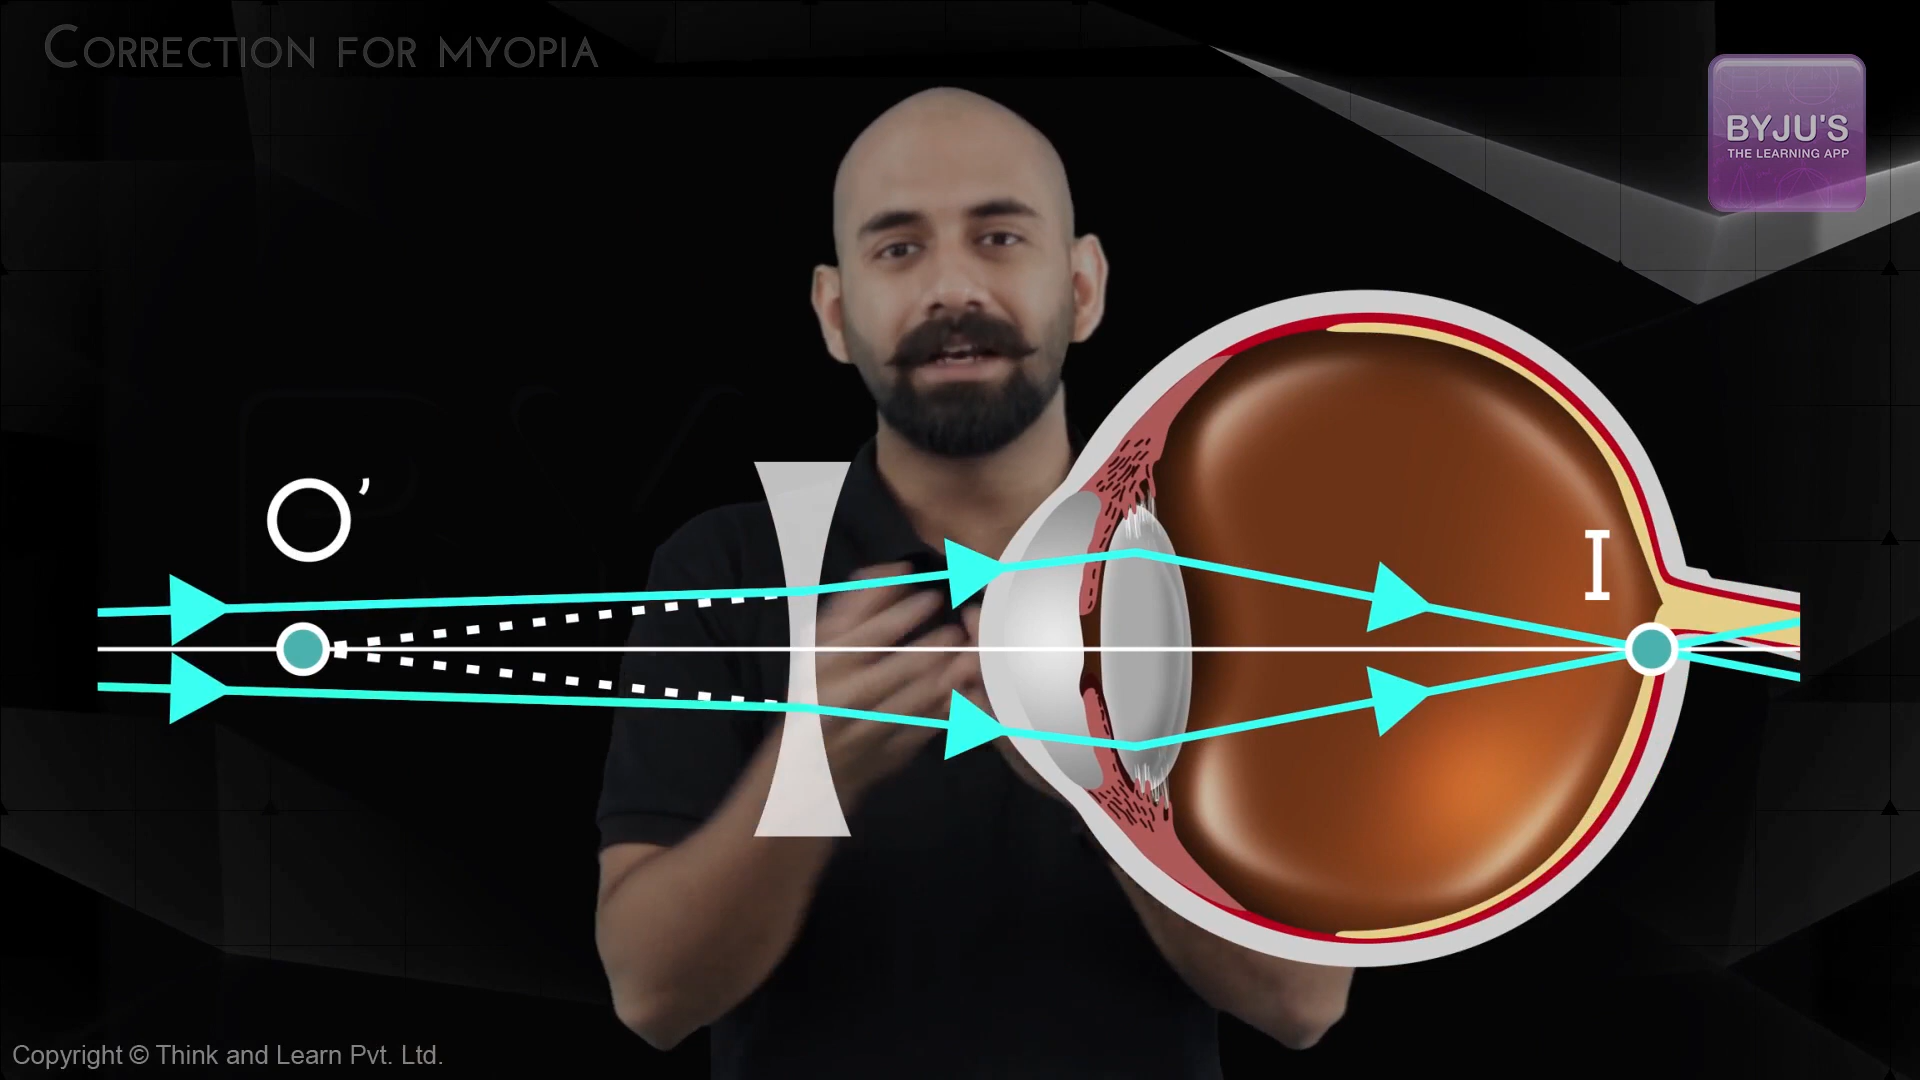 CORRECTION FOR MYOPIA
BYJU'S
THE LEARNING APP
O’
I
Copyright © Think and Learn Pvt. Ltd.